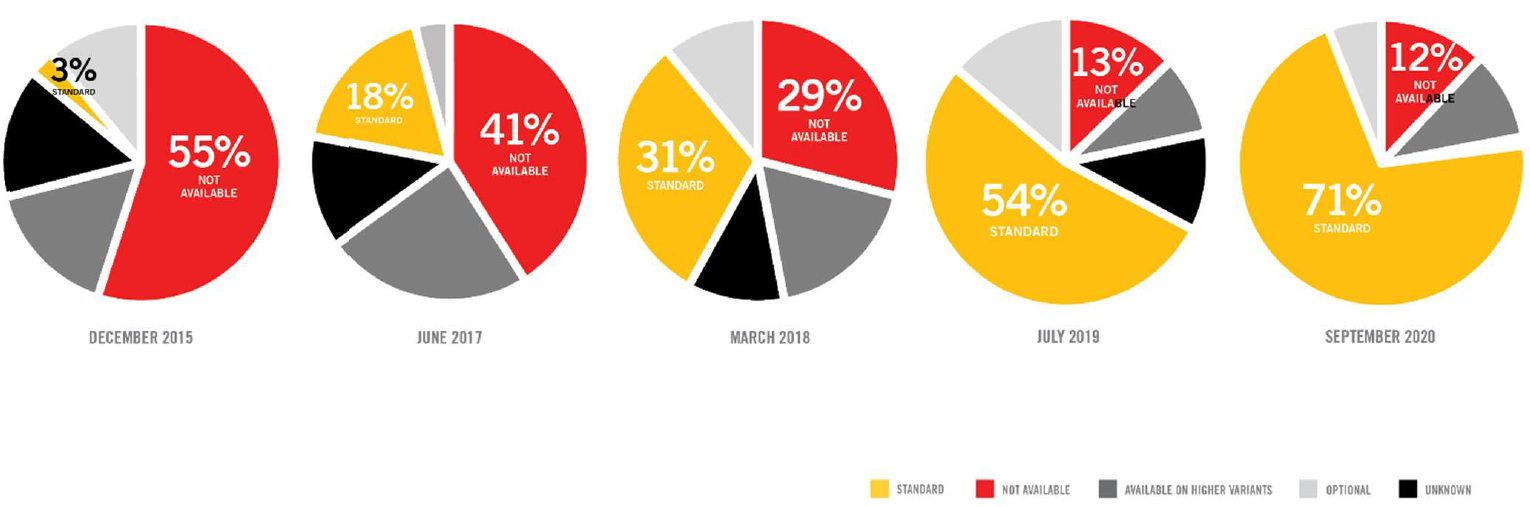 3%
STANDARD
55%
NOT
AVAILABLE
DECEMBER 2015
18%
STANDARD
41%
NOT
AVAILABLE
JUNE 2017
31%
STANDARD
29%
NOT
AVAILABLE
MARCH 2018
13%
NOT
AVAILABLE
54%
STANDARD
JULY 2019
12%
NOT
AVAILABLE
71%
STANDARD
SEPTEMBER 2020
STANDARD
NOT AVAILABLE
AVAILABLE ON HIGHER VARIANTS
OPTIONAL
UNKNOWN